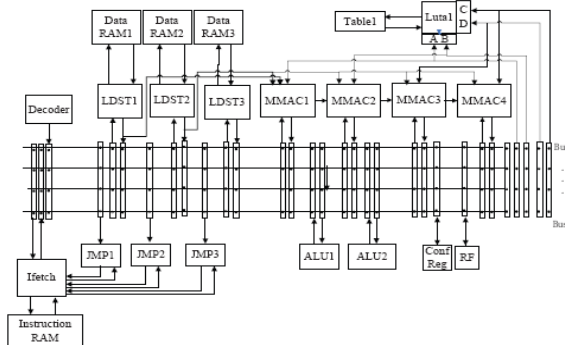 Data
RAM1
Data
RAM2
Data
RAM3
Table1
Luta1
C
D
A B
Decoder
LDST1
LDST2
LDST3
MMAC1
MMAC2
MMAC3
MMAC4
Bu
Bus
JMP1
JMP2
JMP3
ALU1
ALU2
Conf
Reg
RF
Ifetch
Instruction
RAM